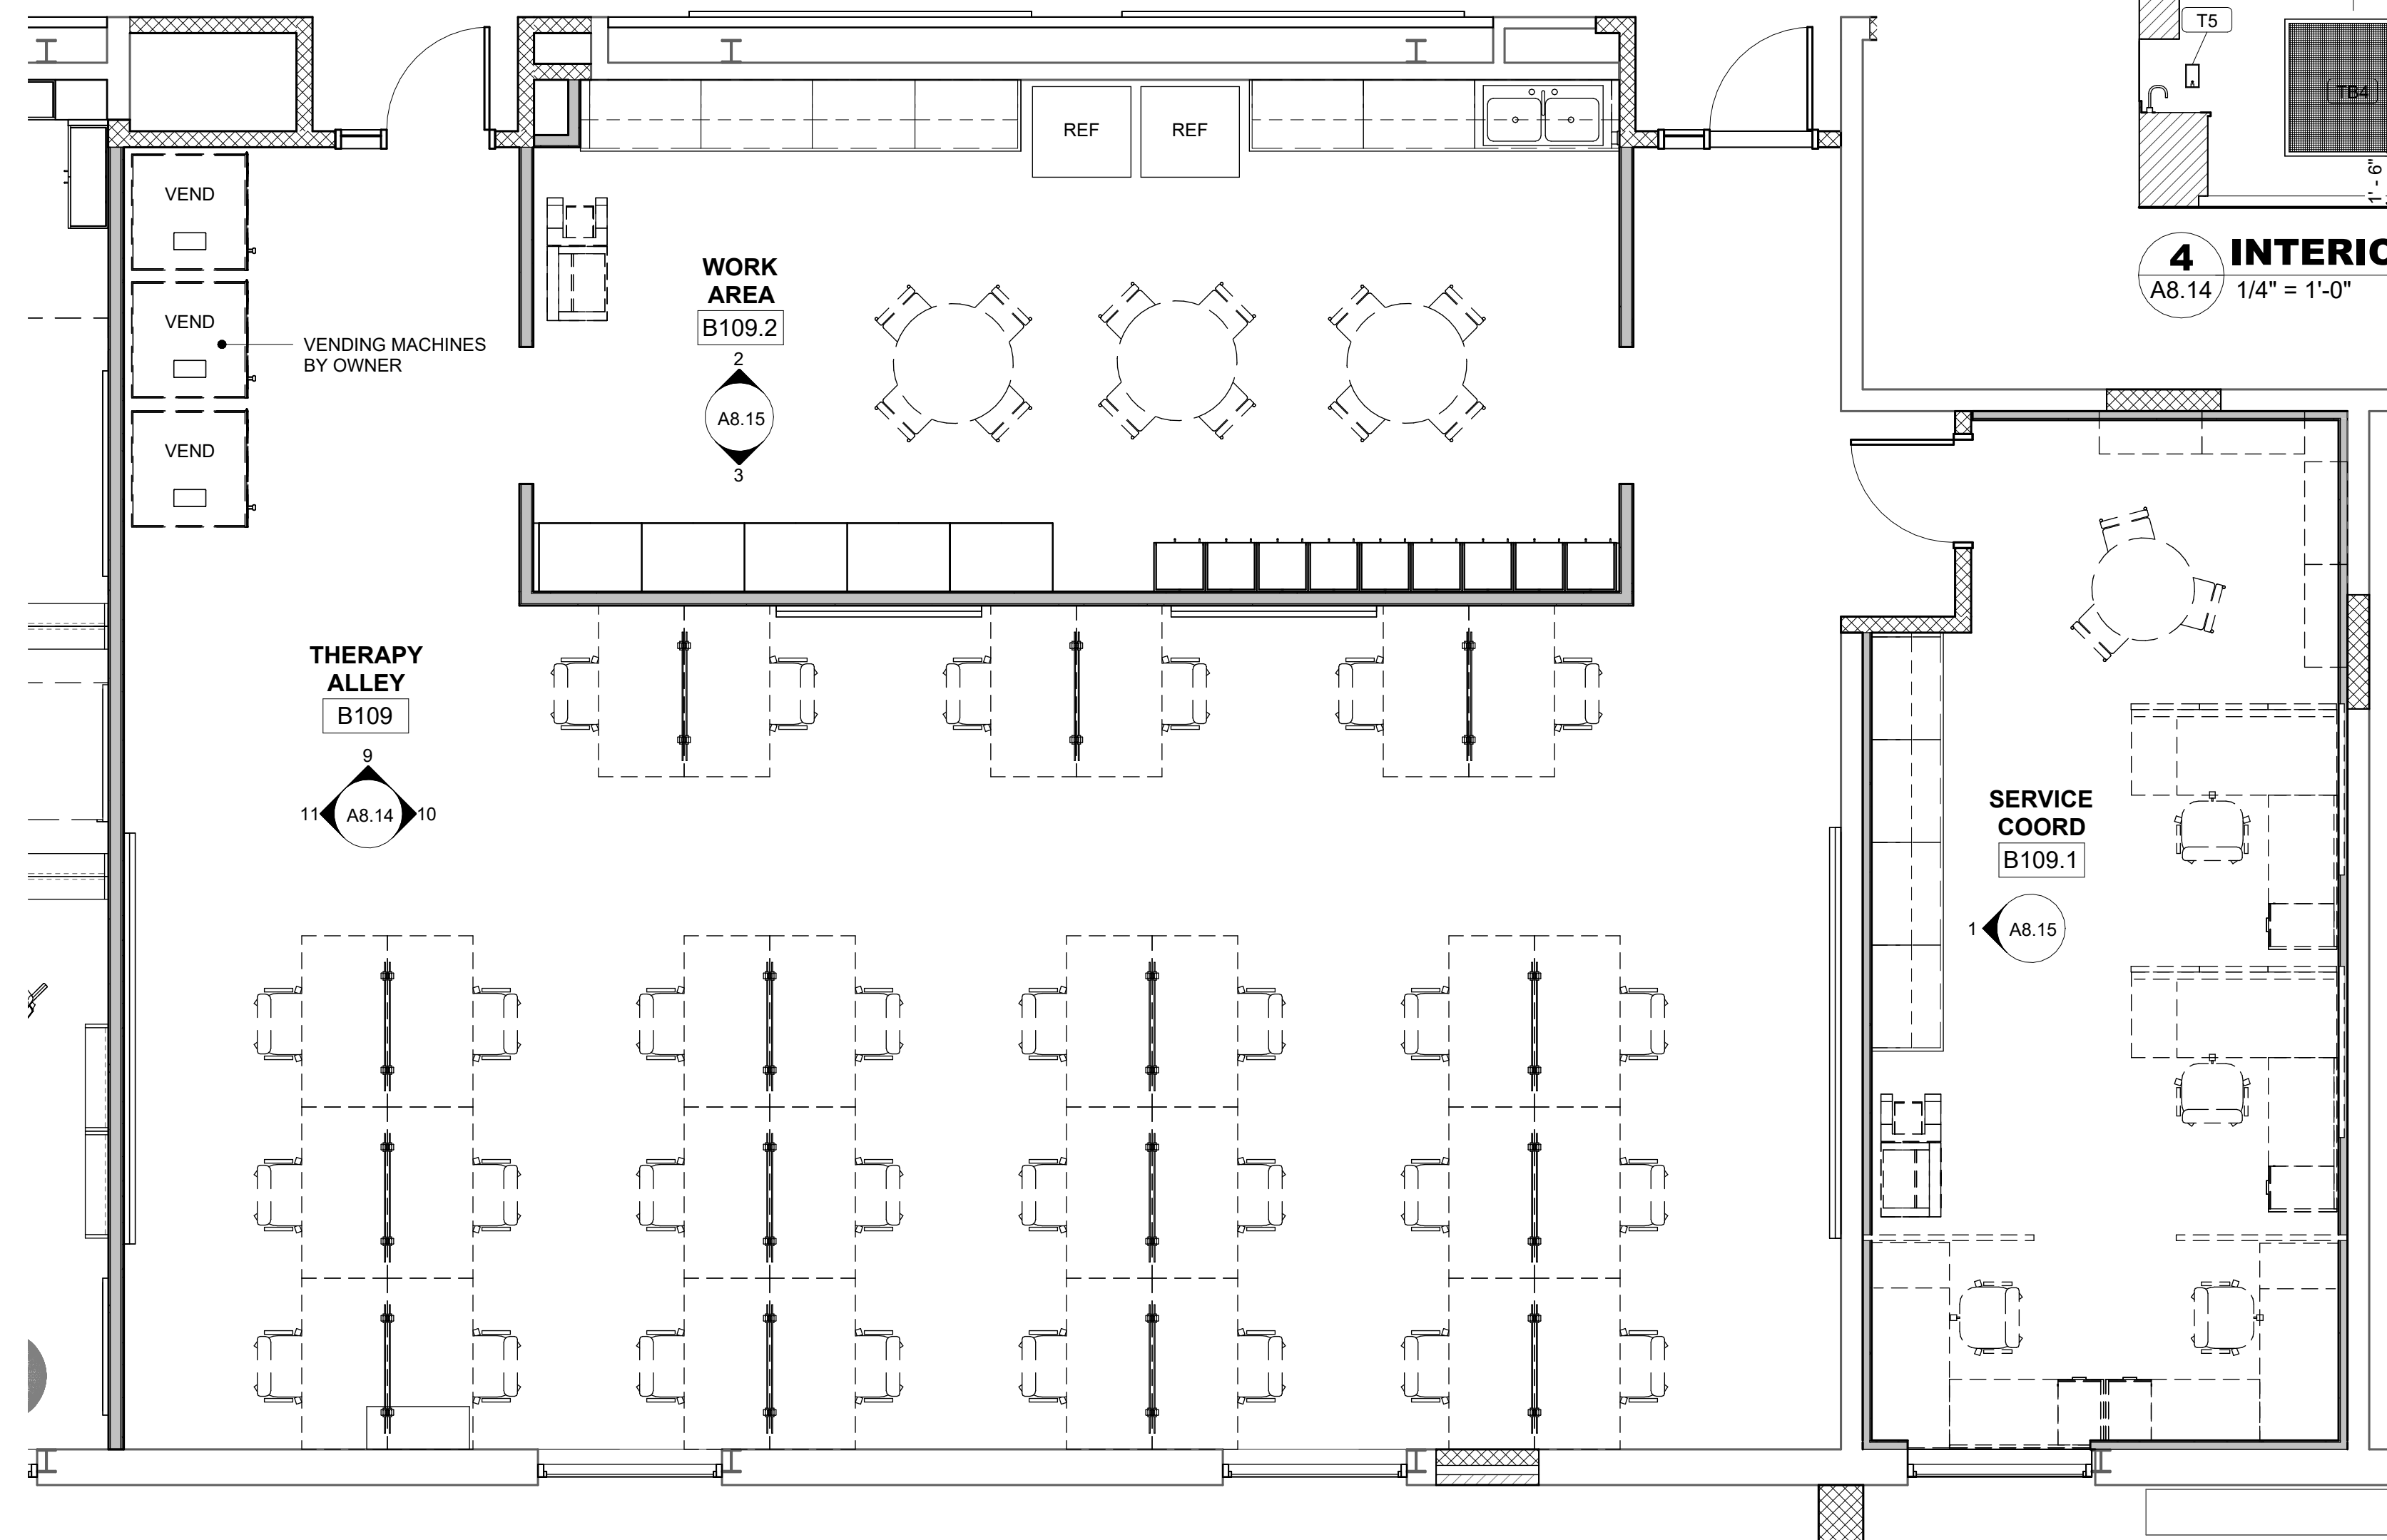 T5
TB4
1' - 6"
4 INTERIO
A8.14 1/4" = 1'-0"
REF REF
VEND
VEND
VENDING MACHINES
BY OWNER
VEND
WORK
AREA
B109.2
2
A8.15
3
THERAPY
ALLEY
B109
9
11 A8.14 10
SERVICE
COORD
B109.1
1 A8.15